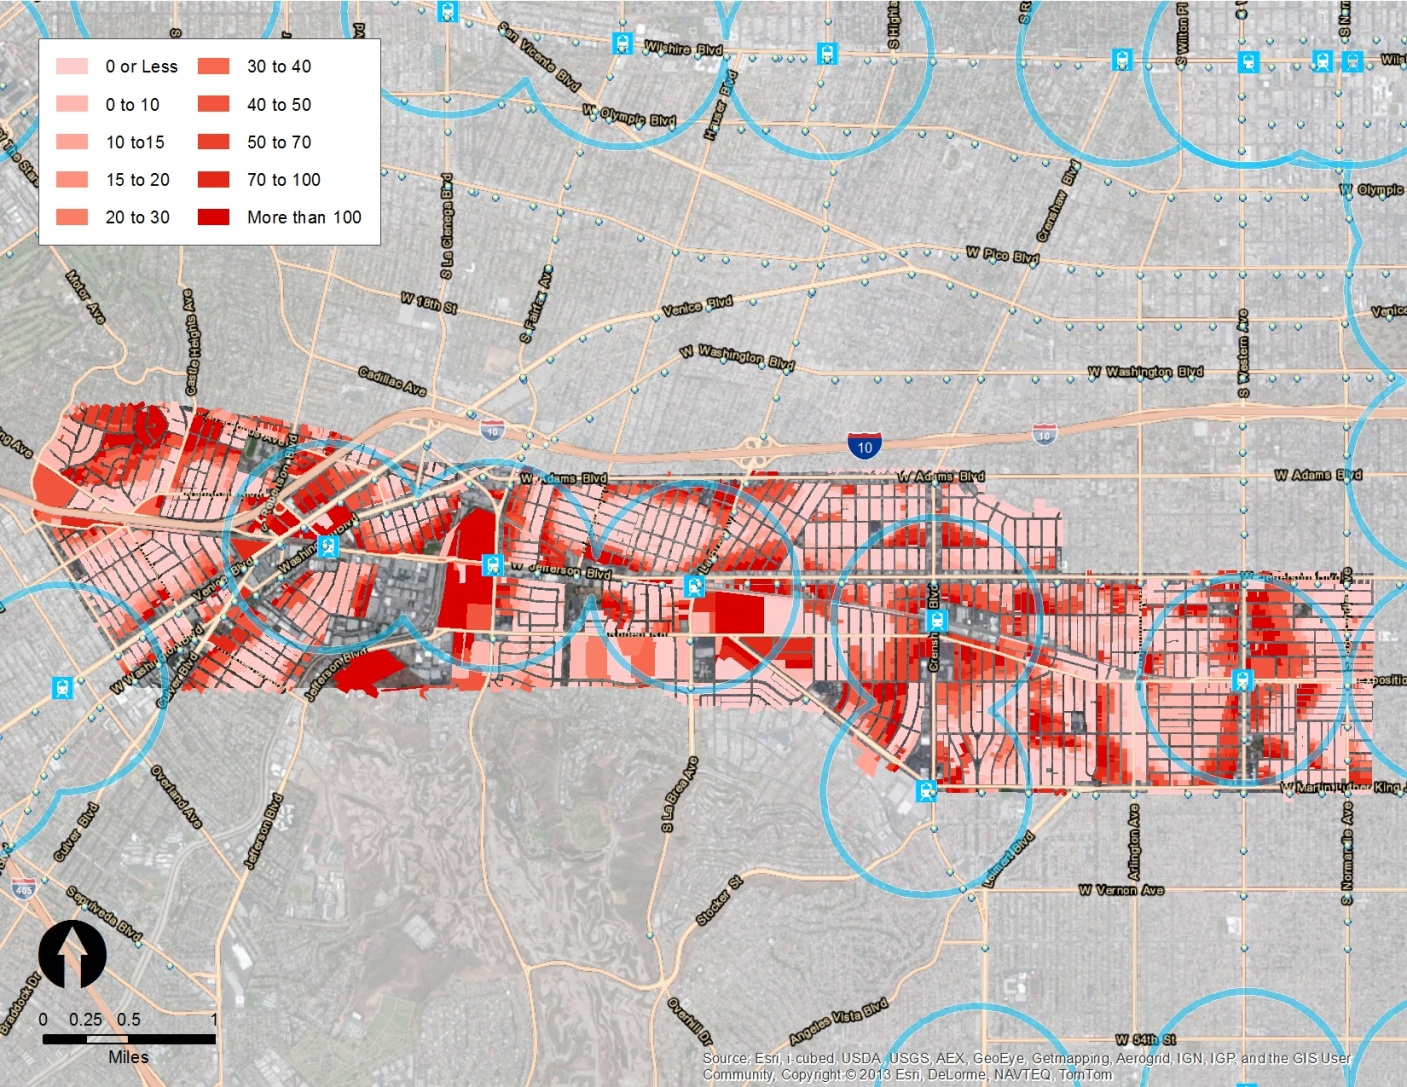 0 or Less
0 to 10
10 to15
15 to 20
20 to 30
30 to 40
40 to 50
50 to 70
70 to 100
More than 100
San Vicente Blvd
Wilshire Blvd
W Olympic Blvd
Hauser Blvd
S Wilton Pl
Crenshaw Blvd
W Olympic
W Pico Blvd
S La Cienega Blvd
S Fairfax Ave
Motor Ave
Castle Heights Ave
W 18th St
Venice Blvd
Venice
Cadillac Ave
W Washington Blvd
W Washington Blvd
S Western Ave
10
10
10
W Adams Blvd
W Adams Blvd
W Adams Blvd
W Jefferson Blvd
Venice Blvd
Jefferson Blvd
W Martin Luther King
Overland Ave
Culver Blvd
Jefferson Blvd
S La Brea Ave
Stocker St
Leimert Blvd
Arlington Ave
W Vernon Ave
S Normandie Ave
405
Sepulveda Blvd
Braddock Dr
Overhill Dr
Angeles Vista Blvd
W 54th St
0 0.25 0.5 1
Miles
Source: Esri, i-cubed, USDA, USGS, AEX, GeoEye, Getmapping, Aerogrid, IGN, IGP, and the GIS User
Community, Copyright:© 2013 Esri, DeLorme, NAVTEQ, TomTom